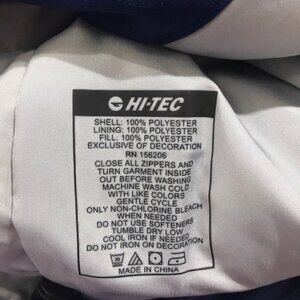 HI-TEC
SHELL: 100% POLYESTER
LINING: 100% POLYESTER
FILL: 100% POLYESTER
EXCLUSIVE OF DECORATION
RN 156206
CLOSE ALL ZIPPERS AND
TURN GARMENT INSIDE
OUT BEFORE WASHING
MACHINE WASH COLD
WITH LIKE COLORS
GENTLE CYCLE
ONLY NON-CHLORINE BLEACH
WHEN NEEDED
DO NOT USE SOFTENERS
TUMBLE DRY LOW
COOL IRON IF NEEDED
DO NOT IRON ON DECORATION
MADE IN CHINA